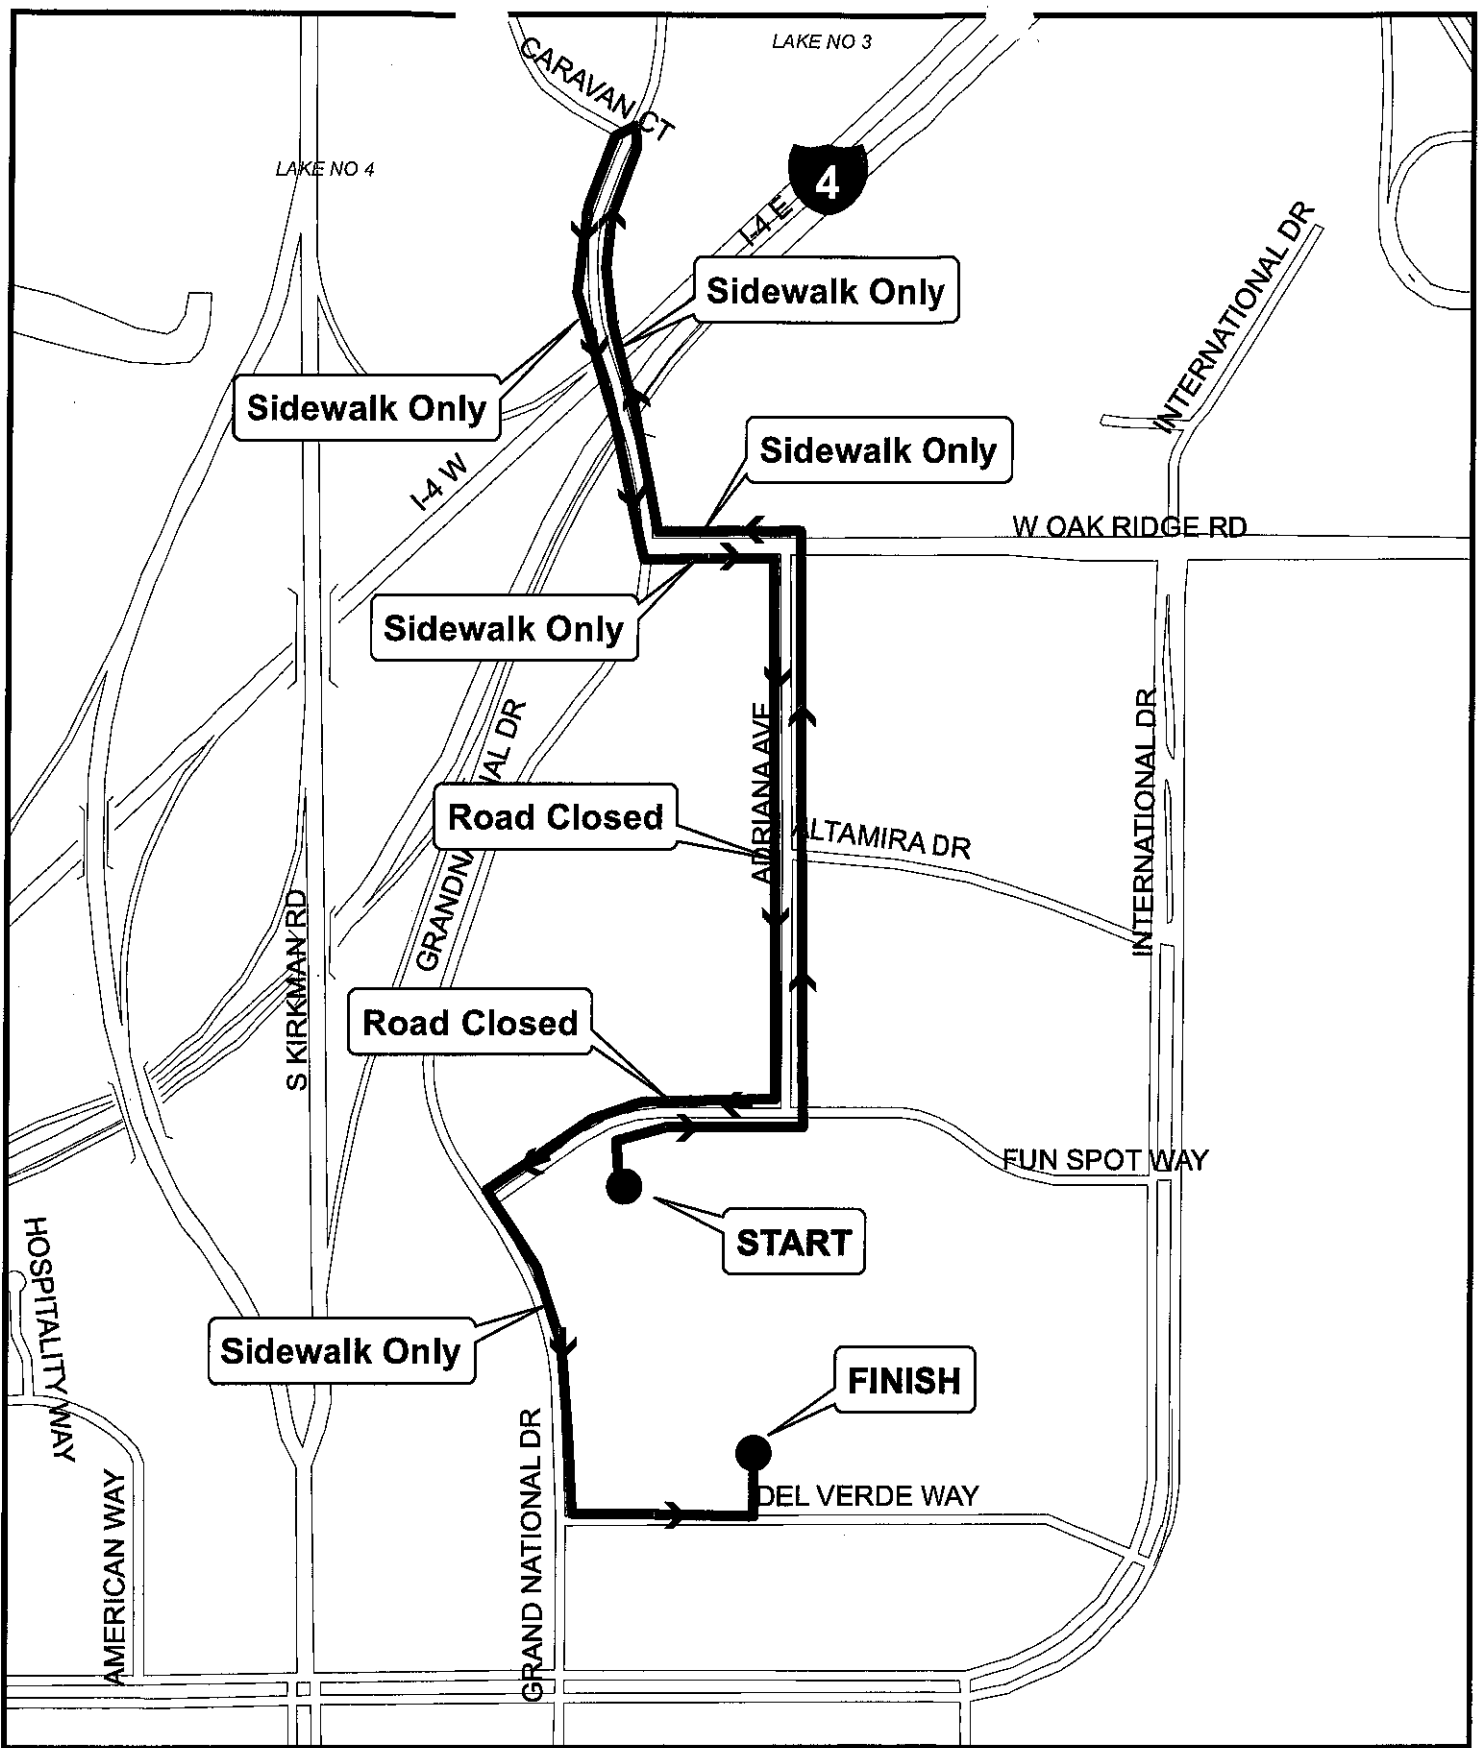 LAKE NO 3
CARAVAN CT
LAKE NO 4
4
I-4 E
INTERNATIONAL DR
Sidewalk Only
Sidewalk Only
Sidewalk Only
I-4 W
W OAK RIDGE RD
Sidewalk Only
ADRIANA AVE
INTERNATIONAL DR
Road Closed
ALTAMIRA DR
S KIRKMAN RD
Road Closed
FUN SPOT WAY
START
HOSPITALITY WAY
Sidewalk Only
FINISH
AMERICAN WAY
GRAND NATIONAL DR
DEL VERDE WAY